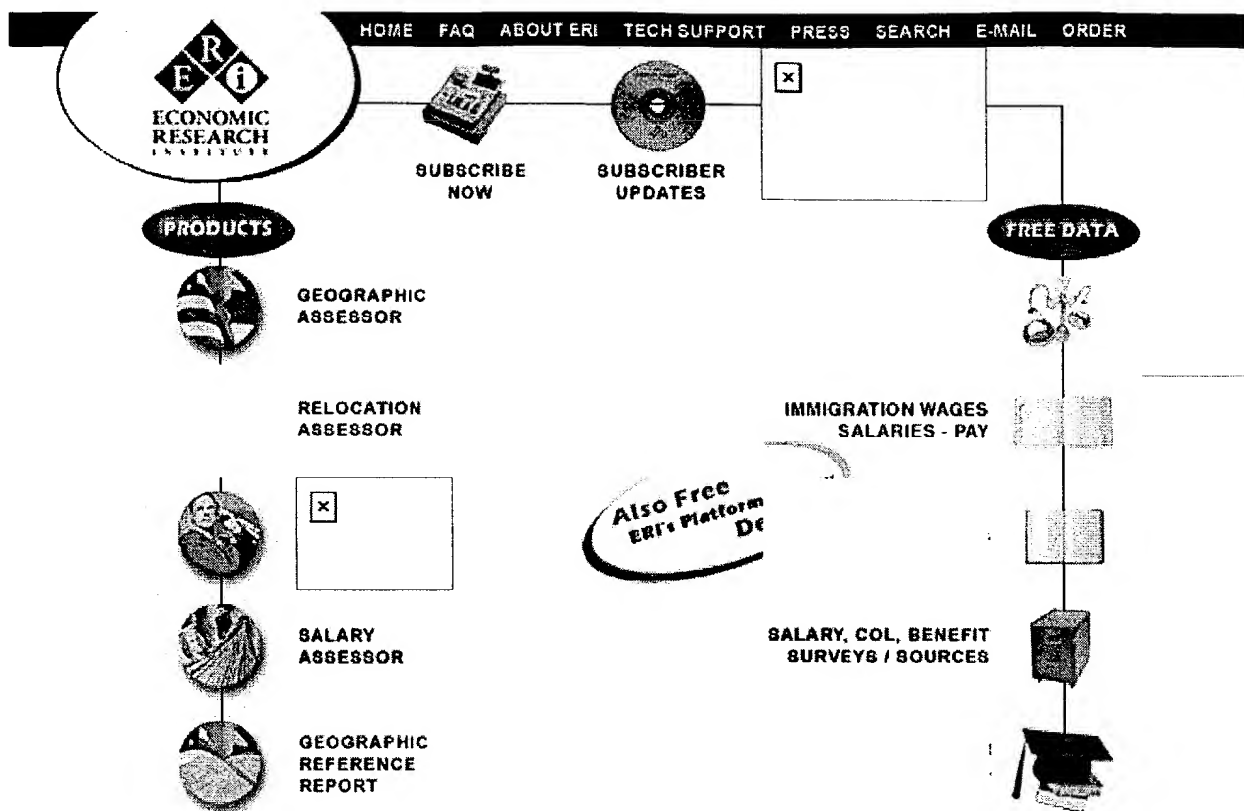 HOME FAQ ABOUT ERI TECH SUPPORT PRESS SEARCH E-MAIL ORDER
E R i
ECONOMIC
RESEARCH
INSTITUTE
SUBSCRIBE
NOW
SUBSCRIBER
UPDATES
PRODUCTS
FREE DATA
GEOGRAPHIC
ASSESSOR
RELOCATION
ASSESSOR
IMMIGRATION WAGES
SALARIES - PAY
Also Free
ERI's Platform
De
SALARY
ASSESSOR
SALARY, COL, BENEFIT
SURVEYS / SOURCES
GEOGRAPHIC
REFERENCE
REPORT